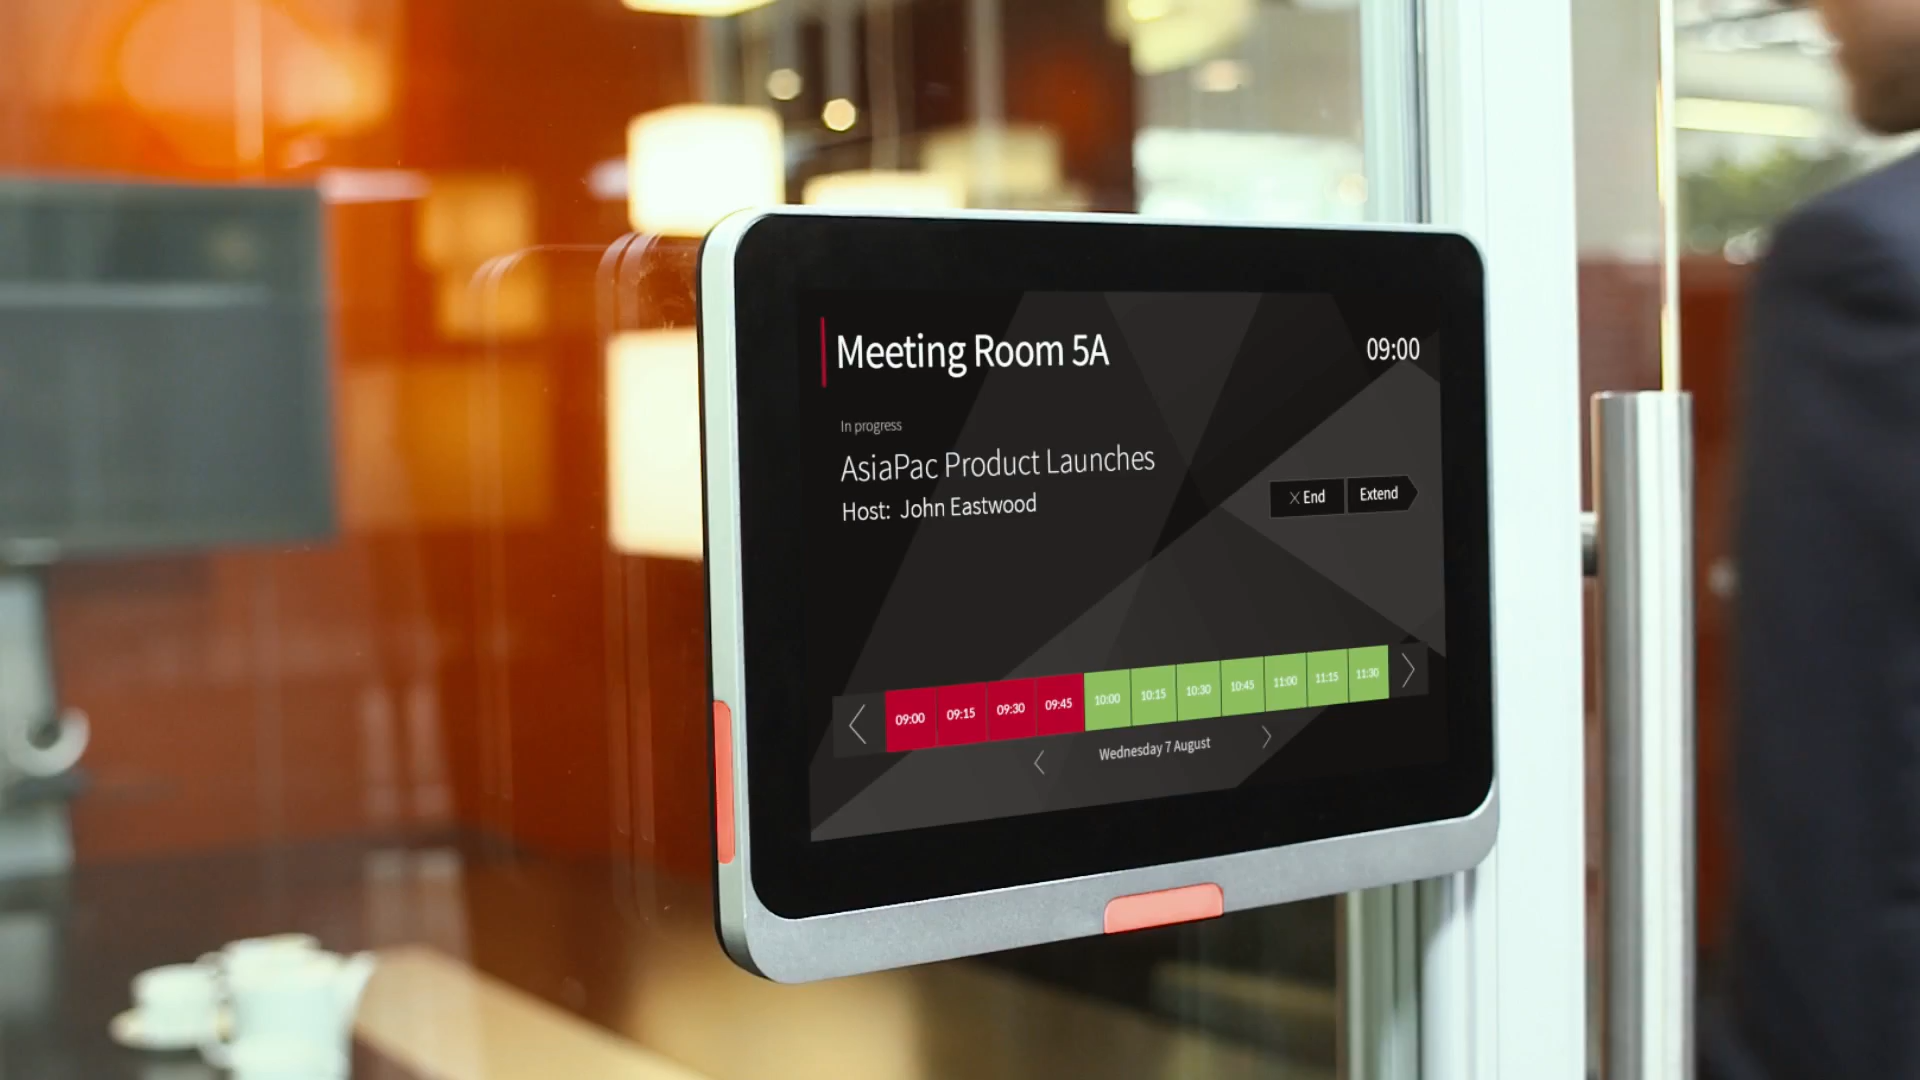 Meeting Room 5A
09:00
In progress
AsiaPac Product Launches
Host: John Eastwood
End
Extend
09:00 09:15 09:30 09:45 10:00 10:15 10:30 10:45 11:00 11:15 11:30
Wednesday 7 August